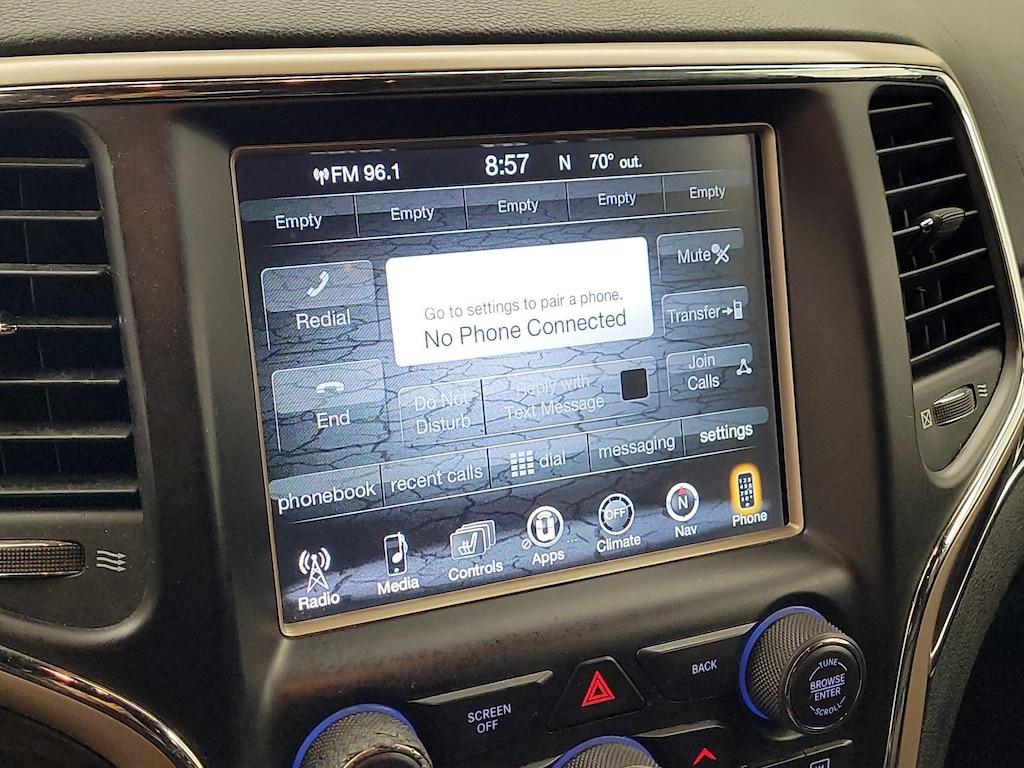 FM 96.1
8:57
N
70° out.
Empty
Empty
Empty
Empty
Empty
Redial
Go to settings to pair a phone.
No Phone Connected
Mute
Transfer
End
Do Not
Disturb
Reply with
Text Message
Join
Calls
phonebook
recent calls
dial
messaging
settings
Radio
Media
Controls
Apps
OFF
Climate
N
Nav
Phone
SCREEN
OFF
BACK
TUNE
BROWSE
ENTER
SCROLL